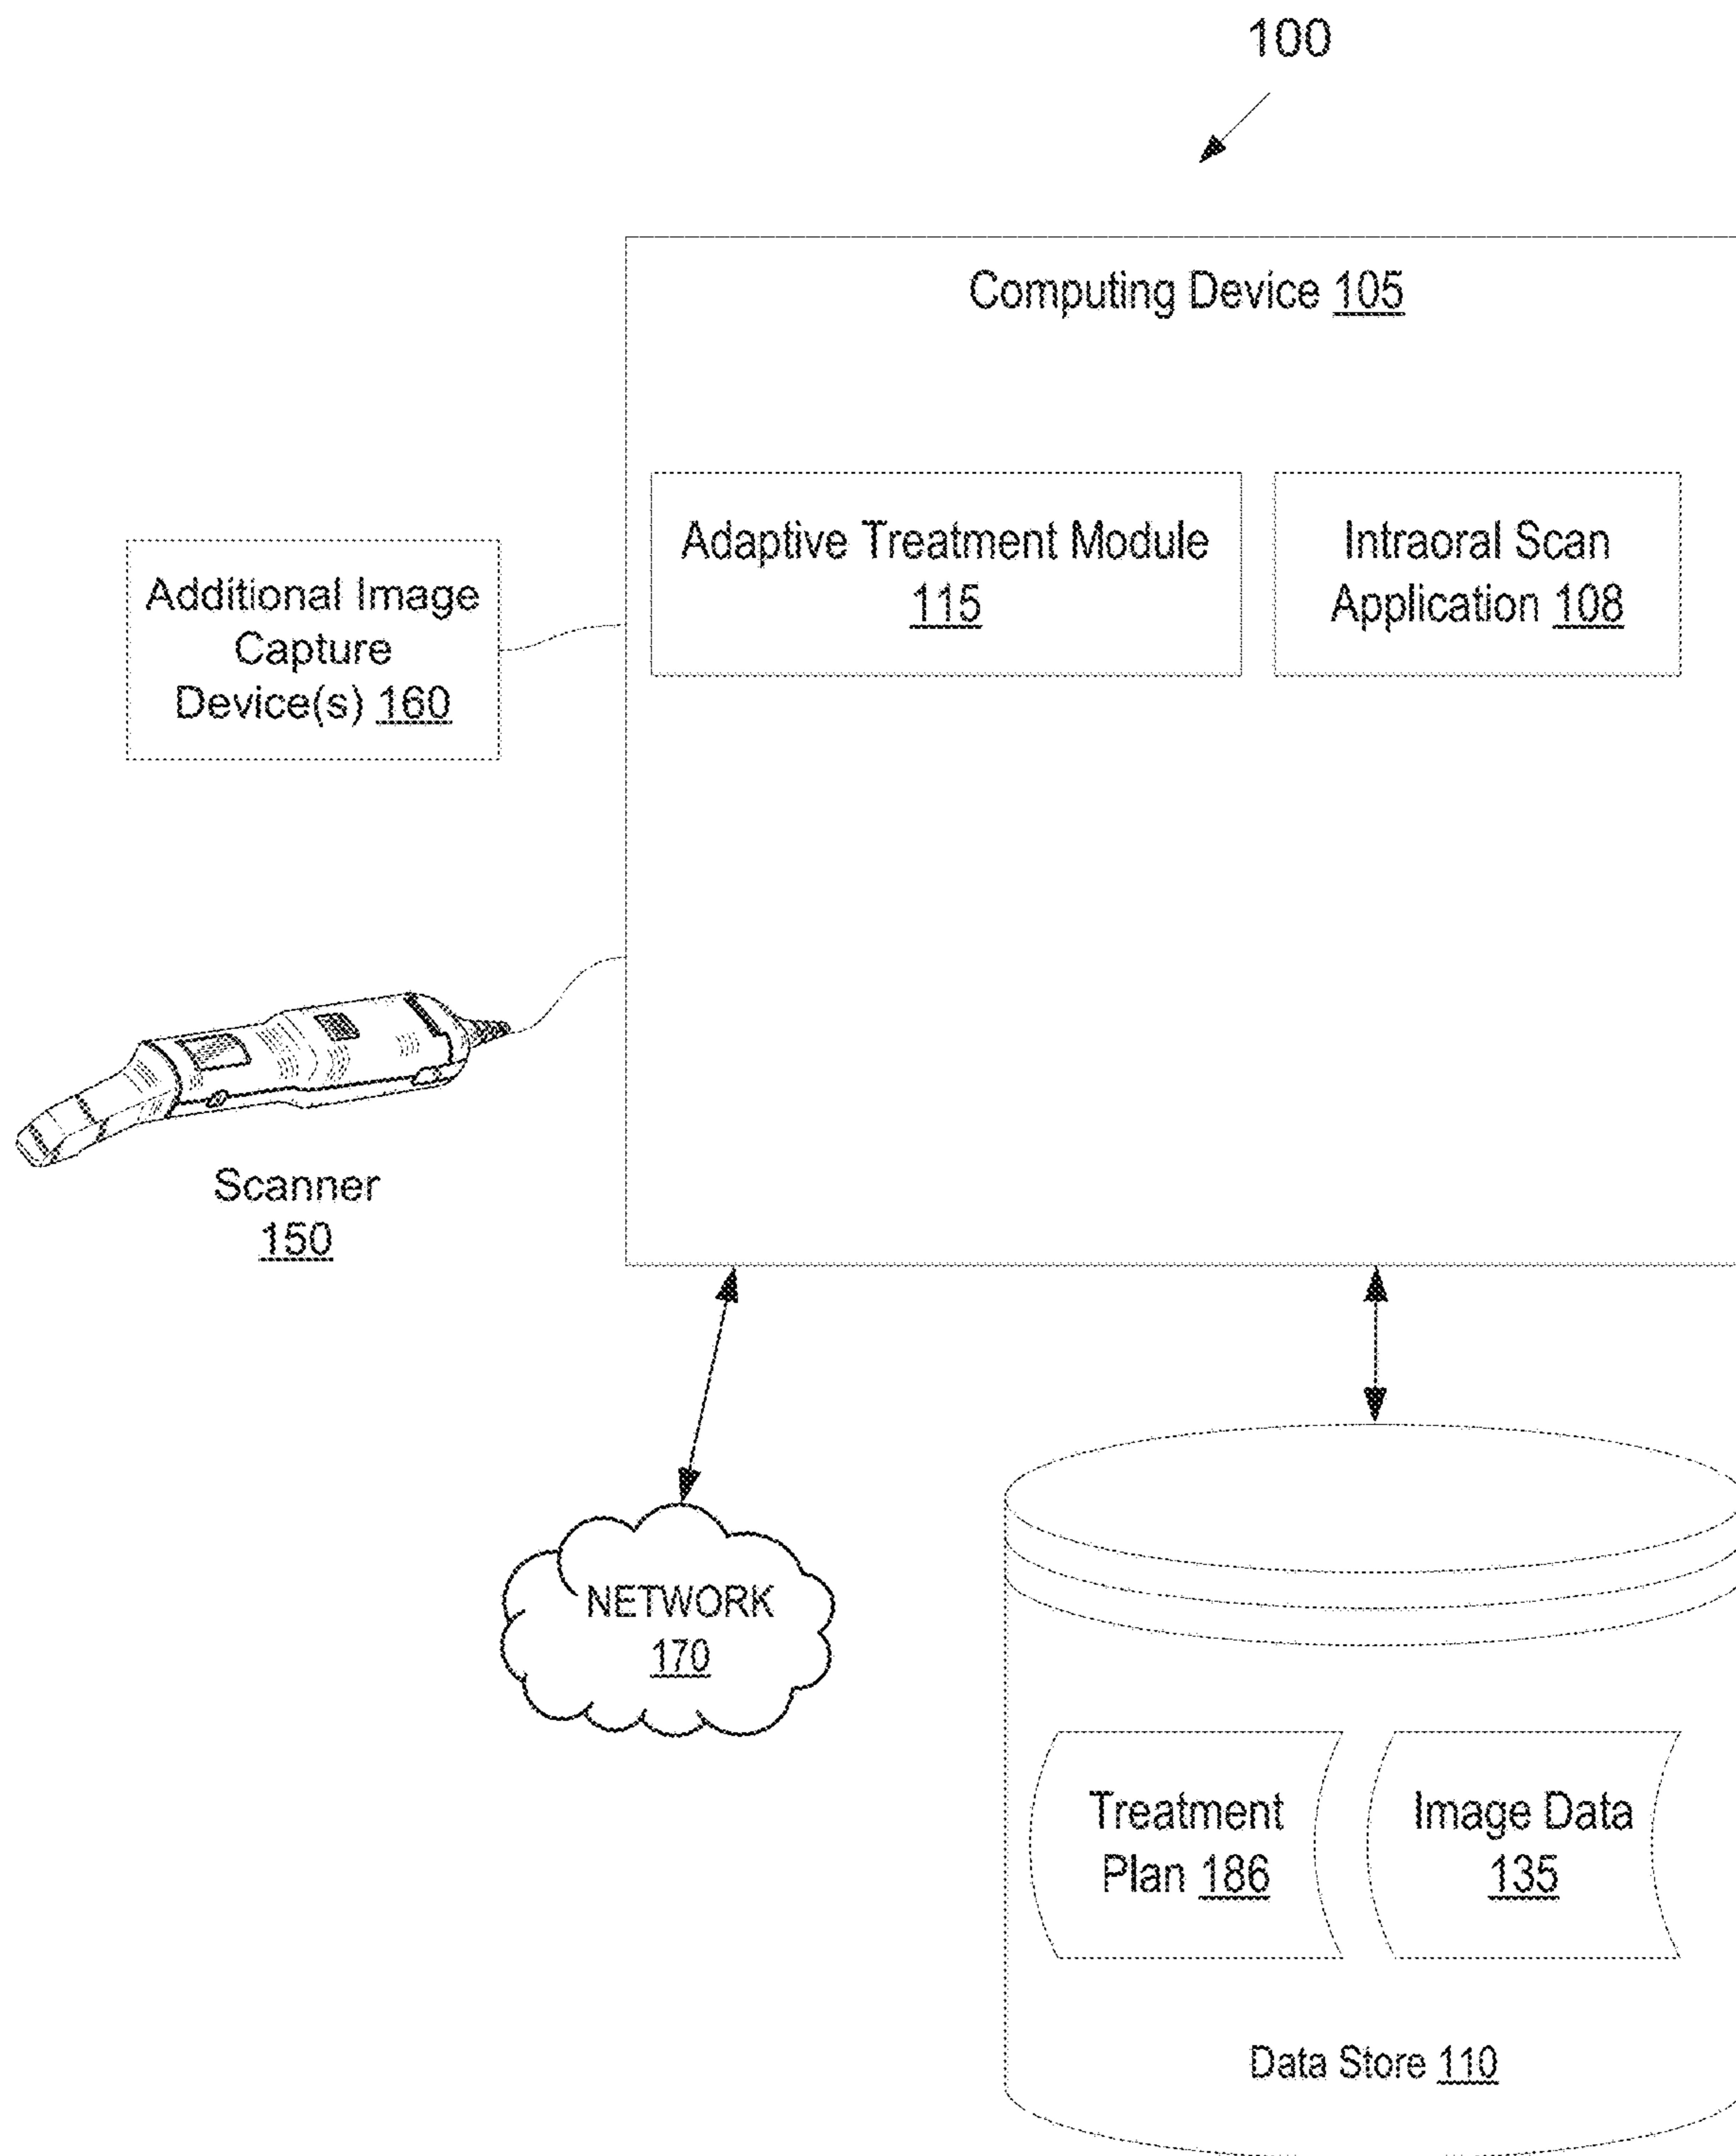 100
Computing Device 105
Adaptive Treatment Module
115
Intraoral Scan
Application 108
Additional Image
Capture
Device(s) 160
Scanner
150
NETWORK
170
Treatment
Plan 186
Image Data
135
Data Store 110